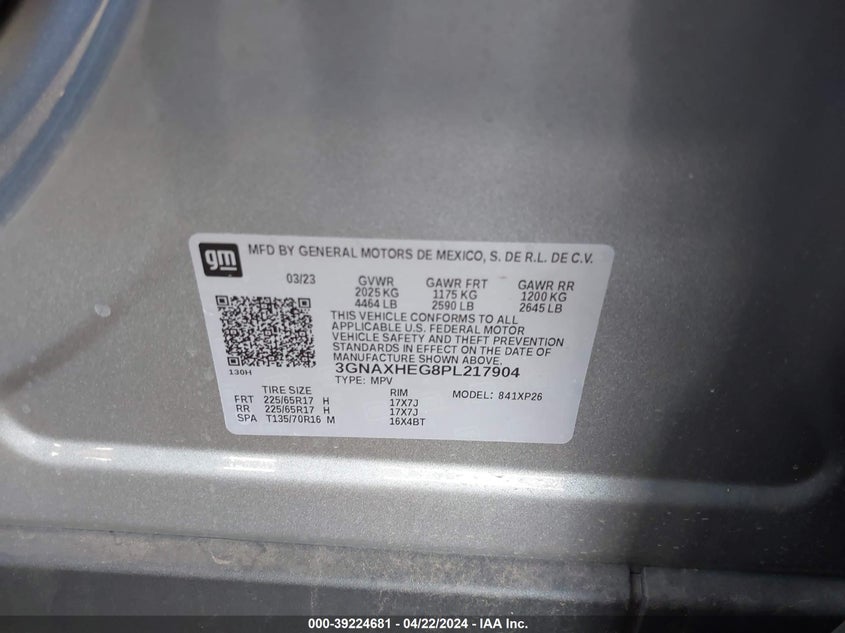 gm MFD BY GENERAL MOTORS DE MEXICO, S. DE R.L. DE C.V.
03/23 GVWR GAWR FRT GAWR RR
2025 KG 1175 KG 1200 KG
4464 LB 2590 LB 2645 LB
THIS VEHICLE CONFORMS TO ALL
APPLICABLE U.S. FEDERAL MOTOR
VEHICLE SAFETY AND THEFT PREVENTION
STANDARDS IN EFFECT ON THE DATE OF
MANUFACTURE SHOWN ABOVE.
130H 3GNAXHEG8PL217904
TYPE: MPV
TIRE SIZE RIM MODEL: 841XP26
FRT 225/65R17 H 17X7J
RR 225/65R17 H 17X7J
SPA T135/70R16 M 16X4BT
000-39224681 - 04/22/2024 - IAA Inc.